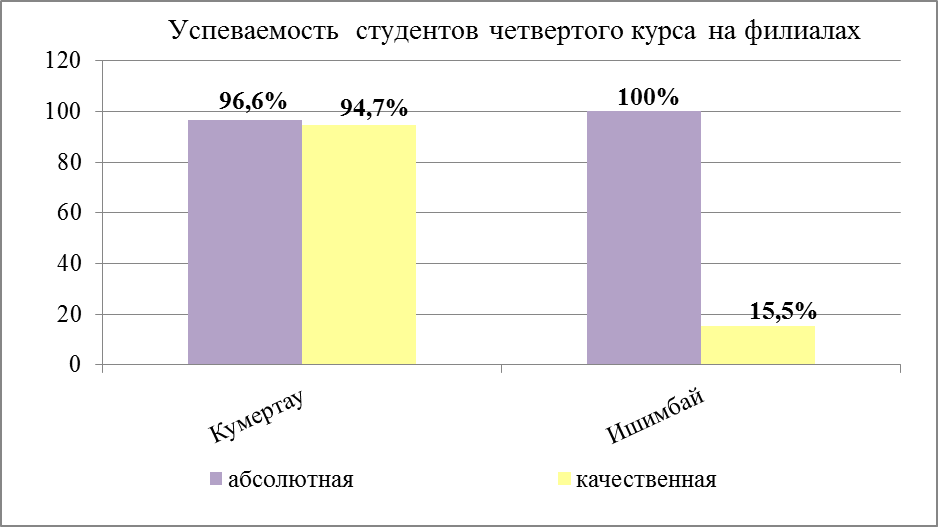 Успеваемость студентов четвертого курса на филиалах
120
100
80
60
40
20
0
96,6%
94,7%
100%
15,5%
Кумертау
Ишимбай
абсолютная
качественная